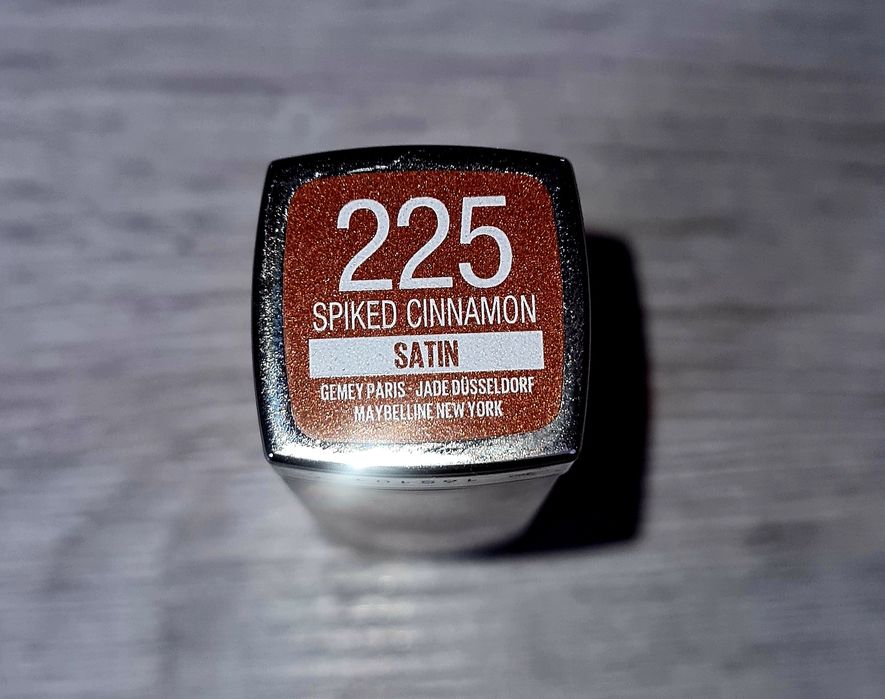 225
SPIKED CINNAMON
SATIN
GEMEY PARIS - JADE DÜSSELDORF
MAYBELLINE NEW YORK